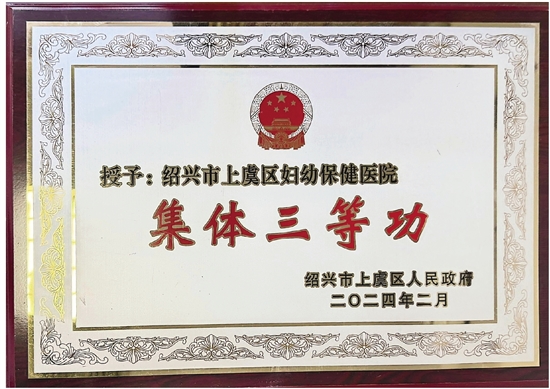 授予：绍兴市上虞区妇幼保健医院
集体三等功
绍兴市上虞区人民政府
二〇二四年二月